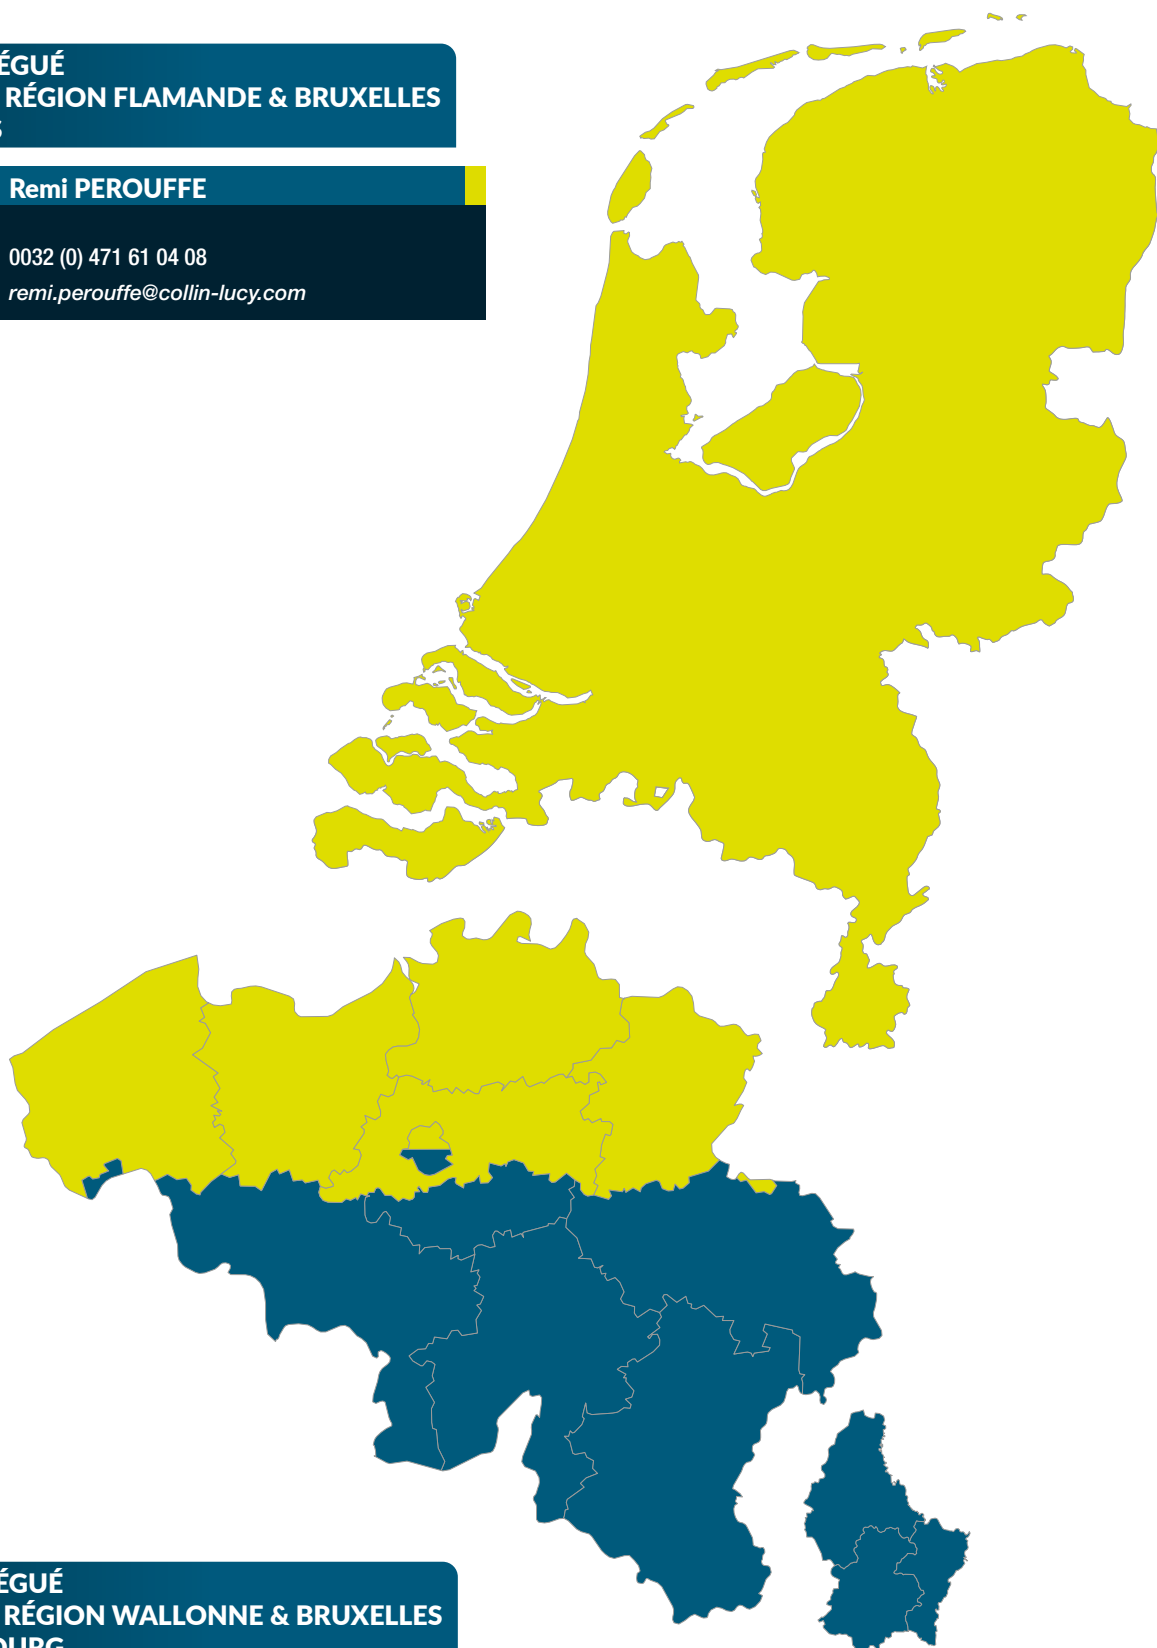 ÉGUÉ
RÉGION FLAMANDE & BRUXELLES
S
Remi PEROUFFE
0032 (0) 471 61 04 08
remi.perouffe@collin-lucy.com
ÉGUÉ
RÉGION WALLONNE & BRUXELLES
OURG